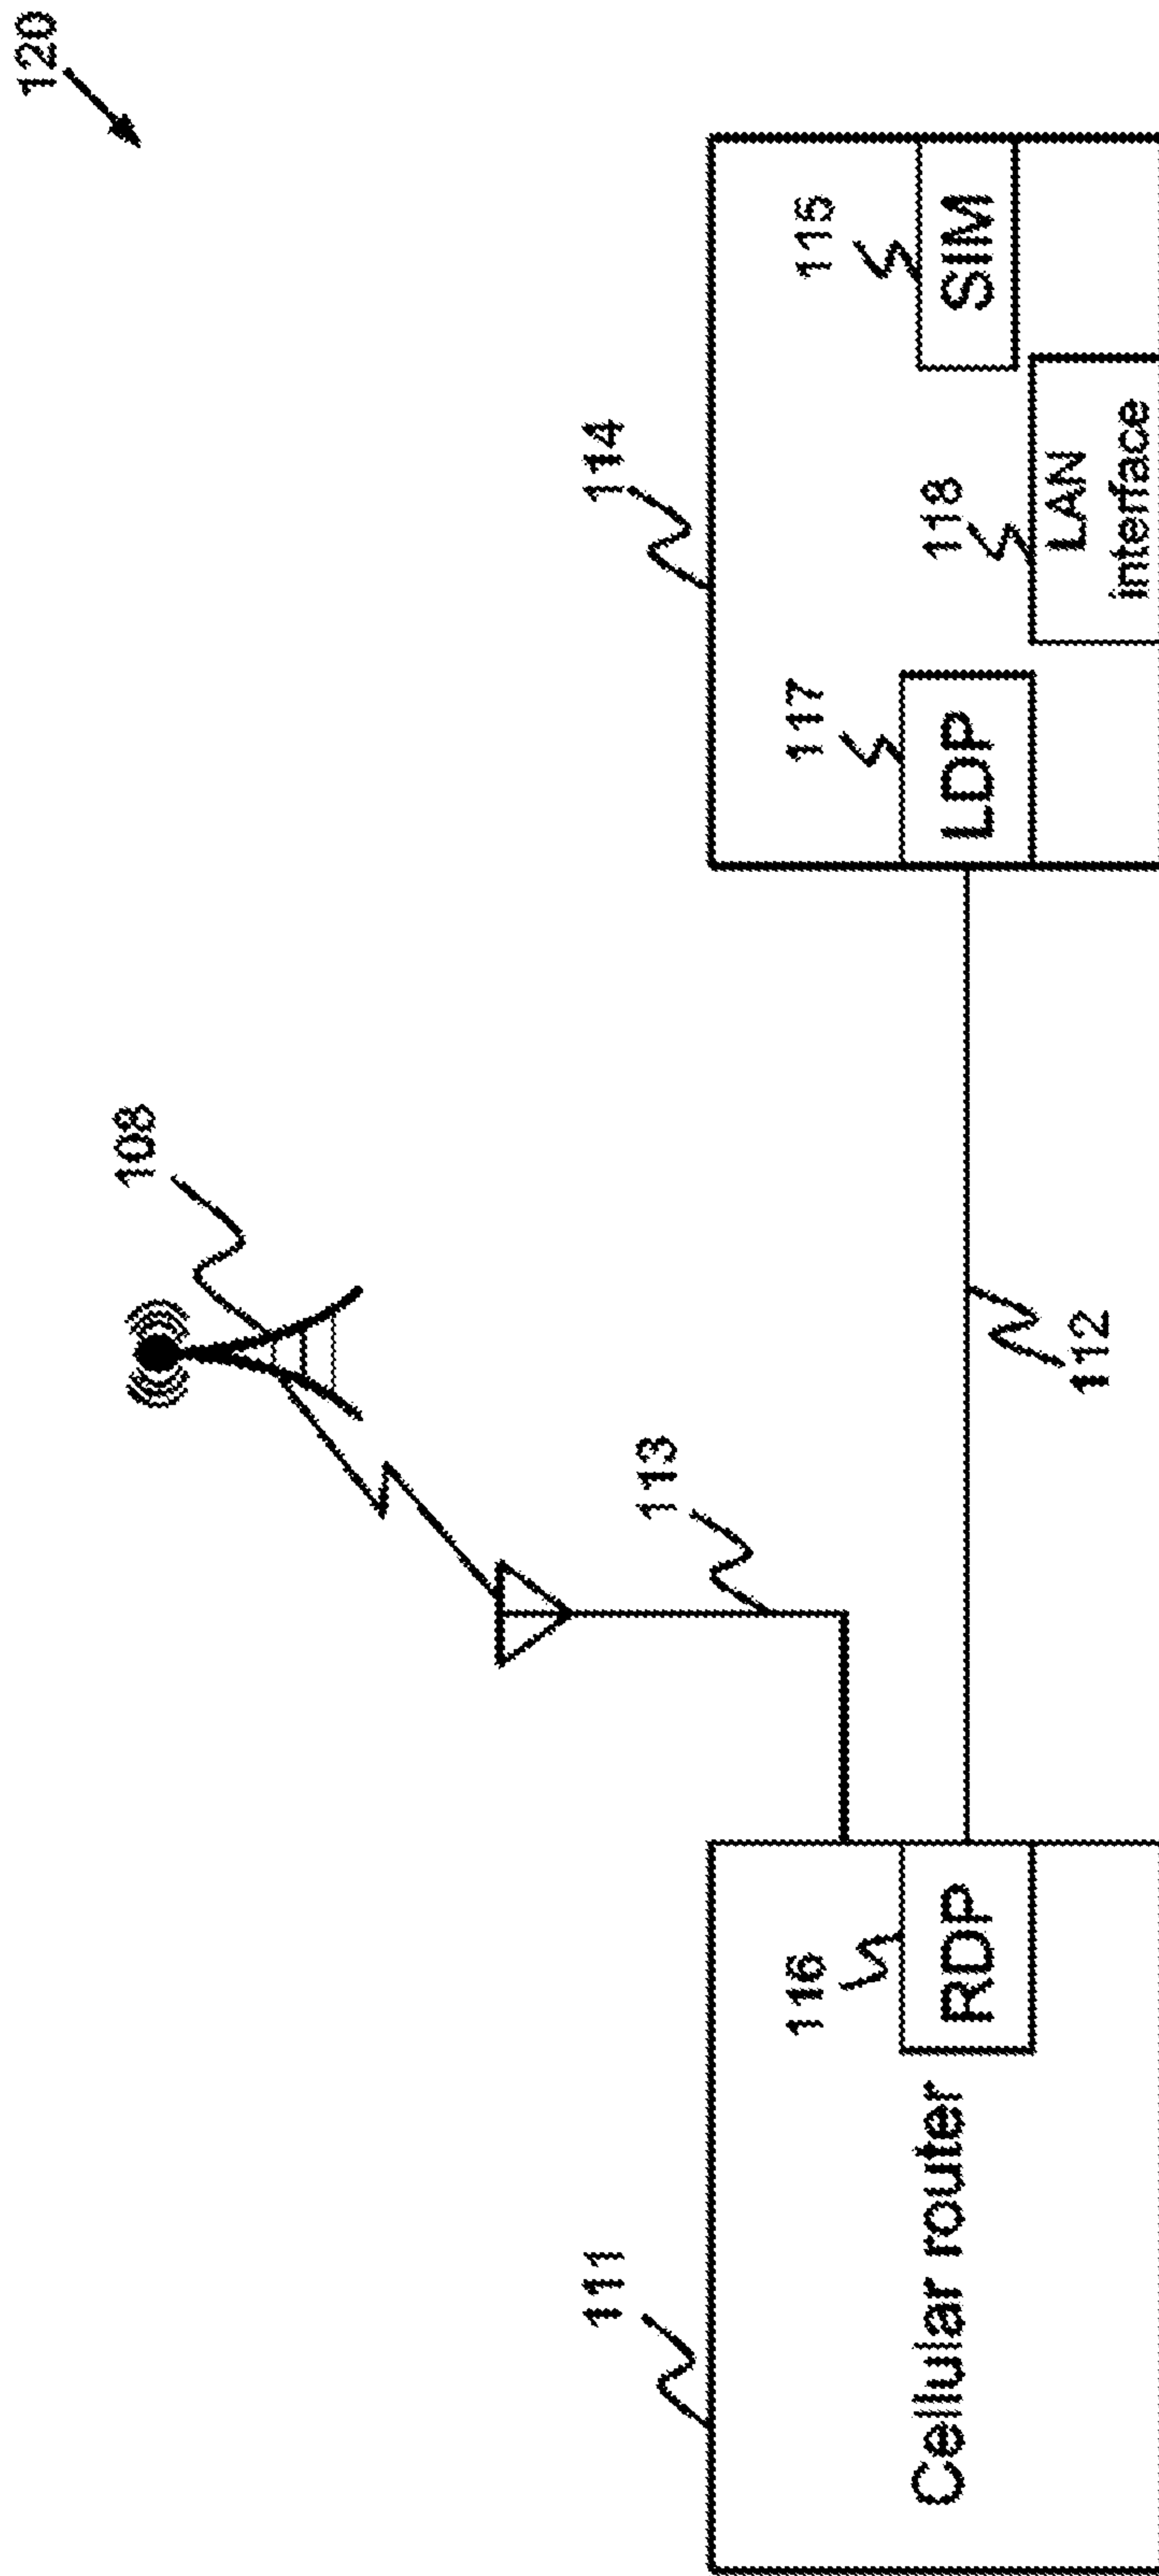 120
108
114
115
SIM
118
LAN
interface
117
LDP
113
112
111
116
RDP
Cellular router